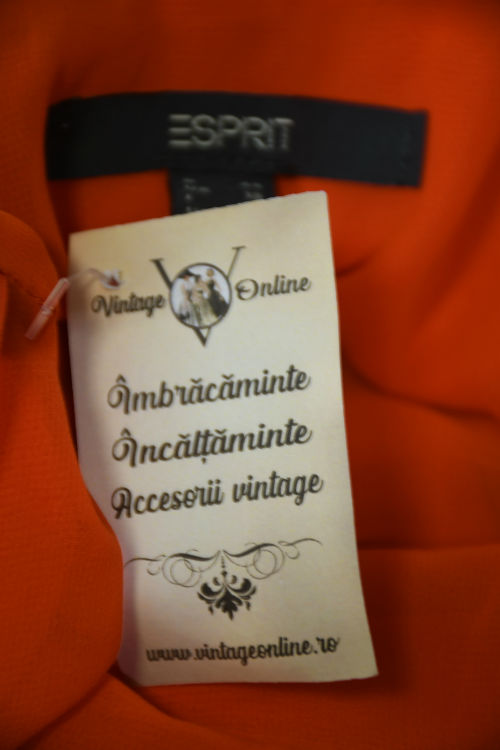 ESPRIT
Vintage Online
Îmbrăcăminte
Încălțăminte
Accesorii vintage
www.vintageonline.ro